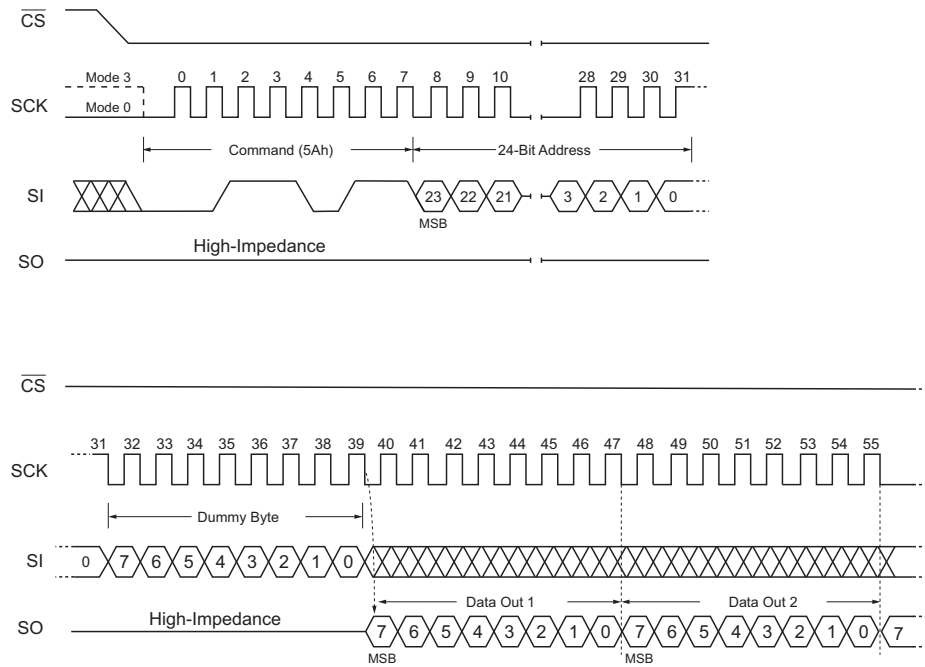 CS
Mode 3
0 1 2 3 4 5 6 7 8 9 10 28 29 30 31
SCK
Mode 0
Command (5Ah) 24-Bit Address
SI 23 22 21 3 2 1 0
MSB
High-Impedance
SO
CS
31 32 33 34 35 36 37 38 39 40 41 42 43 44 45 46 47 48 49 50 51 52 53 54 55
SCK
Dummy Byte
SI 0 7 6 5 4 3 2 1 0
Data Out 1 Data Out 2
High-Impedance
SO 7 6 5 4 3 2 1 0 7 6 5 4 3 2 1 0 7
MSB MSB